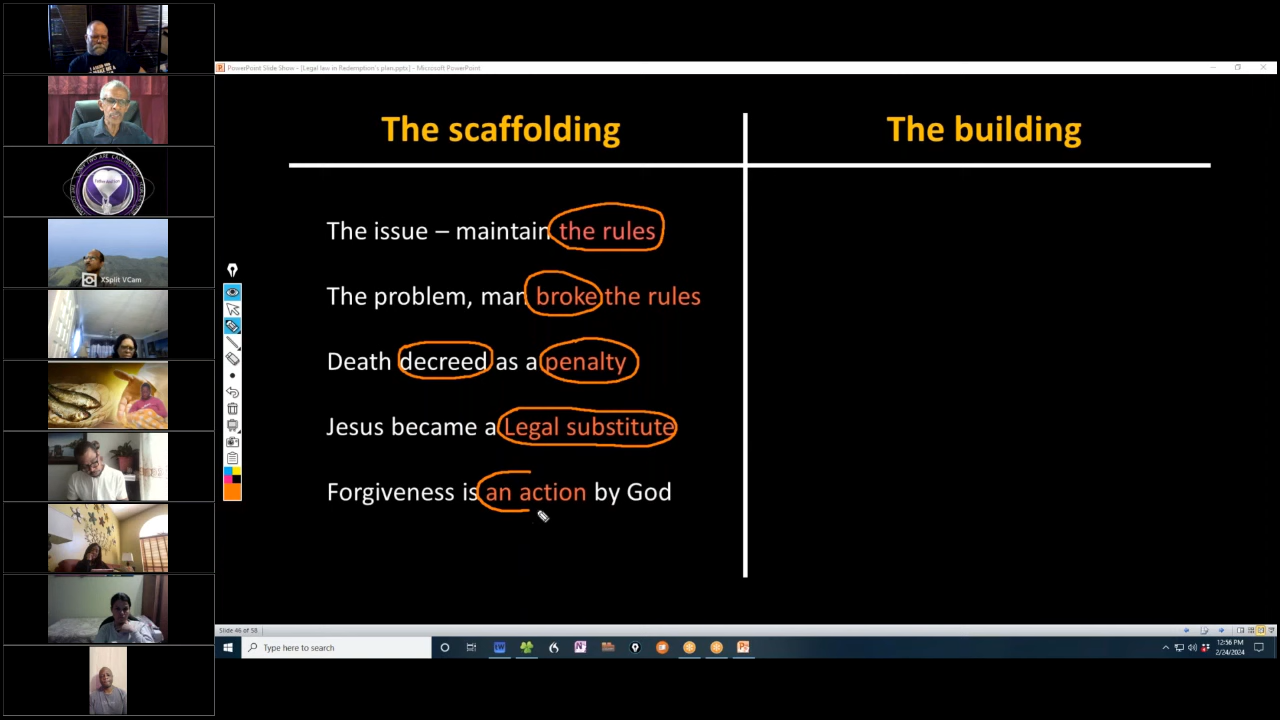 PowerPoint Slide Show - [Legal law in Redemption's plan.pptx] - Microsoft PowerPoint
The scaffolding
The building
The issue – maintain the rules
The problem, man broke the rules
Death decreed as a penalty
Jesus became a Legal substitute
Forgiveness is an action by God
XSplit VCam
Slide 46 of 58
Type here to search
12:56 PM
2/24/2024